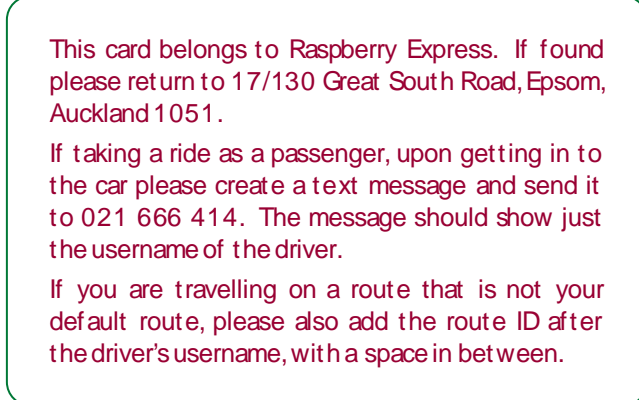 This card belongs to Raspberry Express. If found
please return to 17/130 Great South Road, Epsom,
Auckland 1051.
If taking a ride as a passenger, upon getting in to
the car please create a text message and send it
to 021 666 414. The message should show just
the username of the driver.
If you are travelling on a route that is not your
default route, please also add the route ID after
the driver's username, with a space in between.